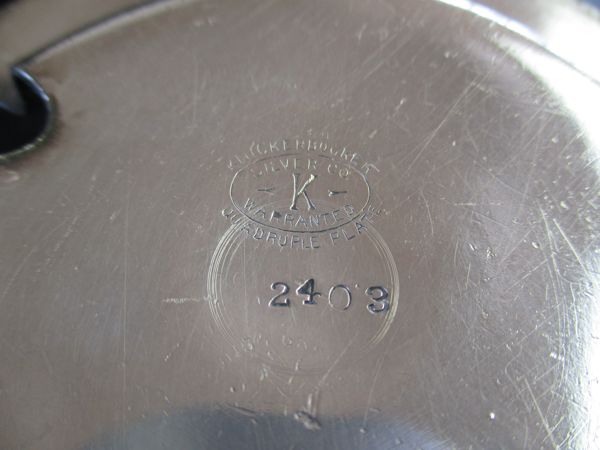 KNICKERBOCKER
SILVER CO.
K
WARRANTED
QUADRUPLE PLATE
2403